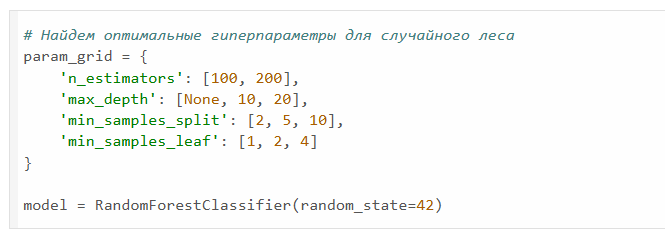 # Найдем оптимальные гиперпараметры для случайного леса
param_grid = {
    'n_estimators': [100, 200],
    'max_depth': [None, 10, 20],
    'min_samples_split': [2, 5, 10],
    'min_samples_leaf': [1, 2, 4]
}
model = RandomForestClassifier(random_state=42)